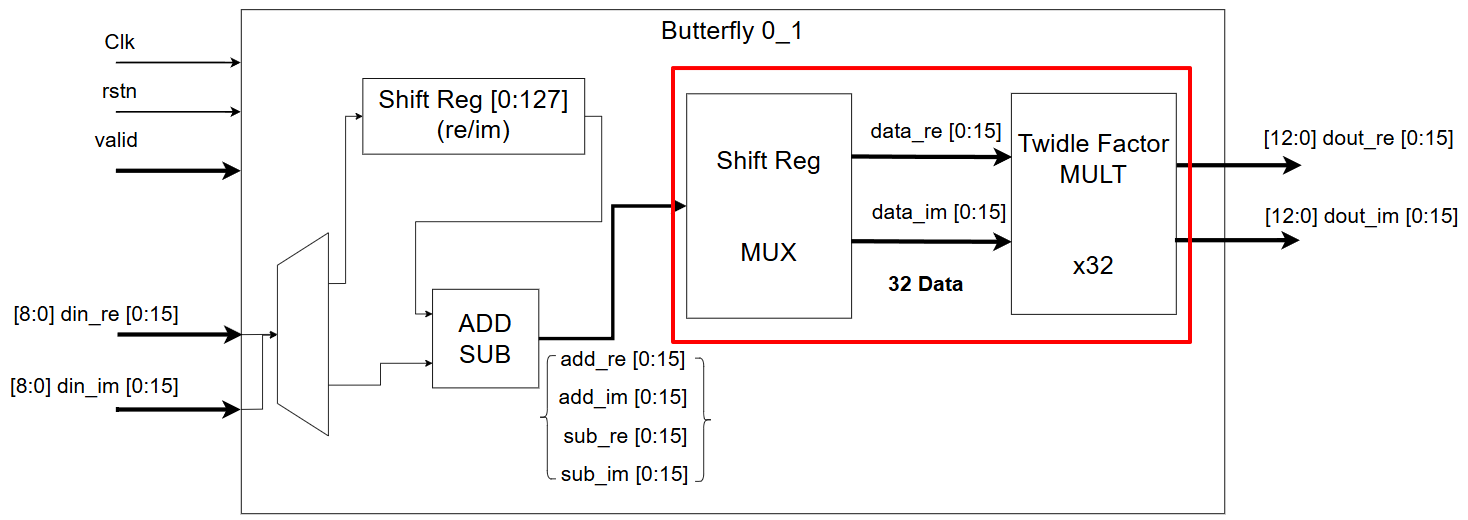 Butterfly 0_1
Clk
rstn
valid
Shift Reg [0:127]
(re/im)
[8:0] din_re [0:15]
[8:0] din_im [0:15]
ADD
SUB
add_re [0:15]
add_im [0:15]
sub_re [0:15]
sub_im [0:15]
Shift Reg
MUX
data_re [0:15]
data_im [0:15]
32 Data
Twidle Factor
MULT
x32
[12:0] dout_re [0:15]
[12:0] dout_im [0:15]